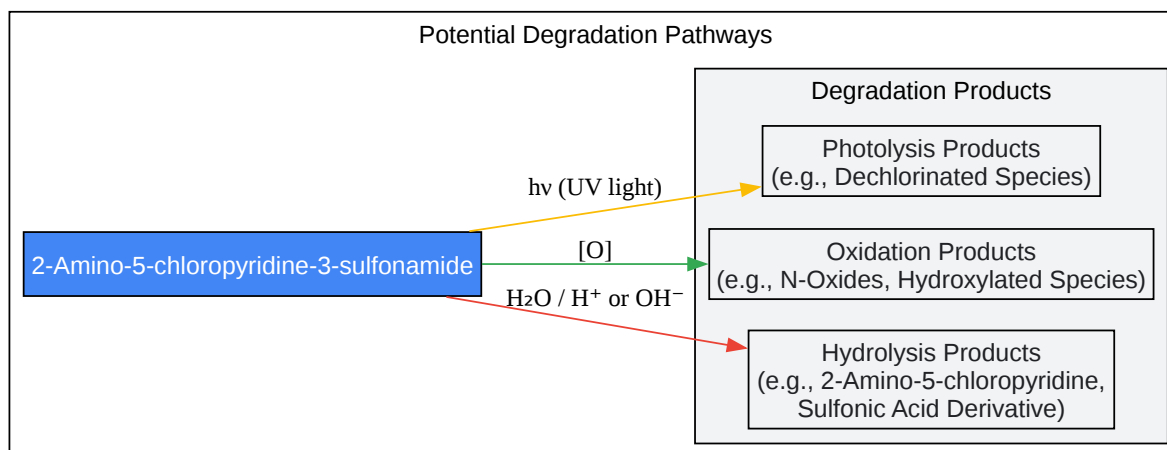 Potential Degradation Pathways
Degradation Products
Photolysis Products
(e.g., Dechlorinated Species)
hν (UV light)
2-Amino-5-chloropyridine-3-sulfonamide
[O]
Oxidation Products
(e.g., N-Oxides, Hydroxylated Species)
H₂O / H⁺ or OH⁻
Hydrolysis Products
(e.g., 2-Amino-5-chloropyridine,
Sulfonic Acid Derivative)